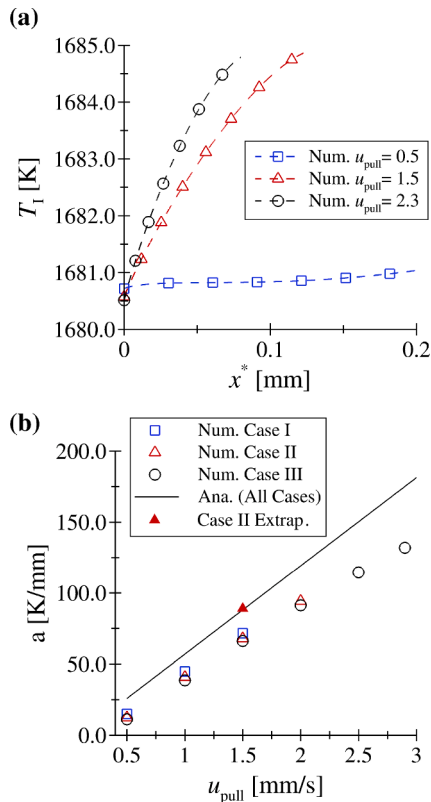 (a)
1685.0
1684.0
1683.0
1682.0
1681.0
1680.0
T_I [K]
Num. u_pull= 0.5
Num. u_pull= 1.5
Num. u_pull= 2.3
0 0.1 0.2
x* [mm]
(b)
200.0
150.0
100.0
50.0
0.0
a [K/mm]
Num. Case I
Num. Case II
Num. Case III
Ana. (All Cases)
Case II Extrap.
0.5 1 1.5 2 2.5 3
u_pull [mm/s]